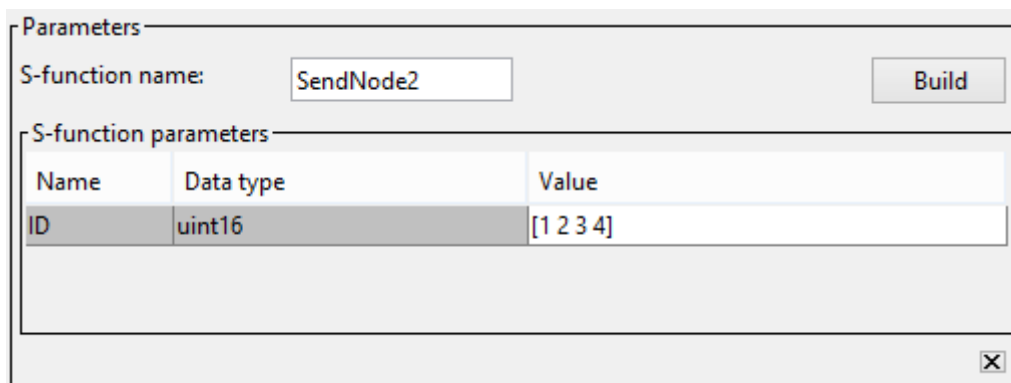 Parameters
S-function name: SendNode2 Build
S-function parameters
Name Data type Value
ID uint16 [1 2 3 4]